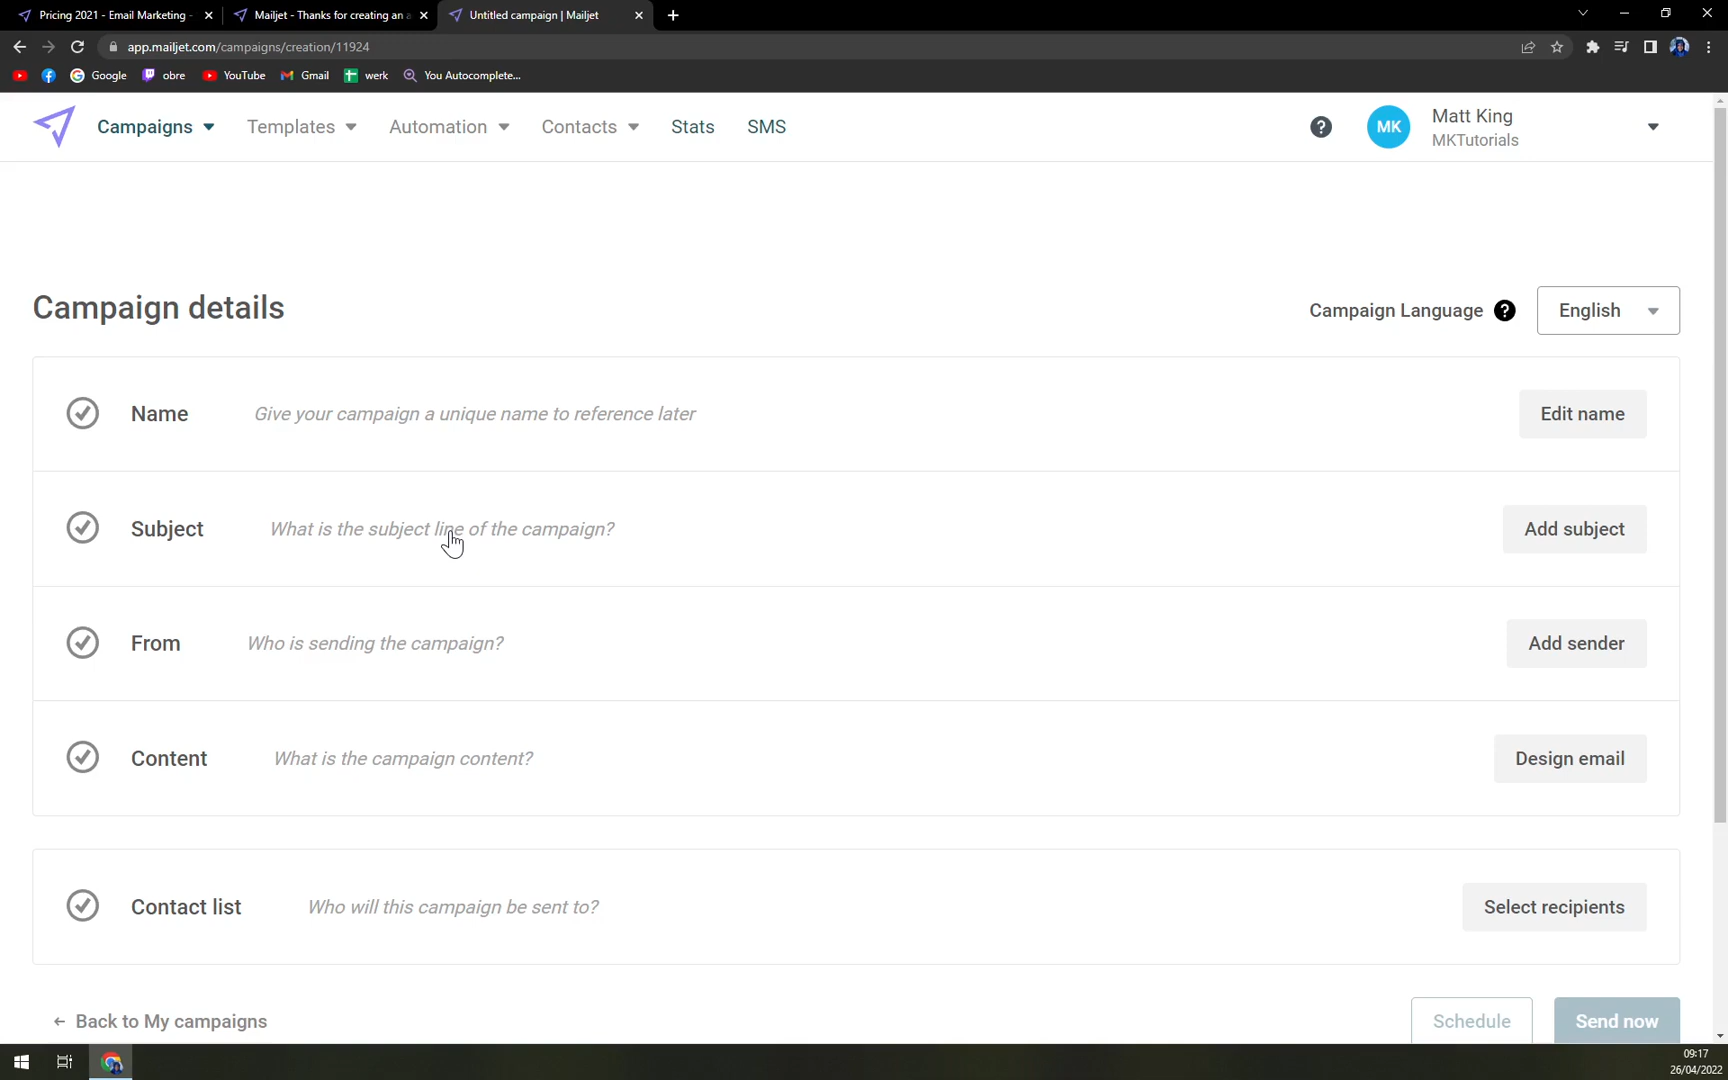 Pricing 2021 - Email Marketing -
Mailjet - Thanks for creating an a
Untitled campaign | Mailjet
app.mailjet.com/campaigns/creation/11924
Google
obre
YouTube
Gmail
werk
You Autocomplete...
Campaigns
Templates
Automation
Contacts
Stats
SMS
?
MK
Matt King
MKTutorials
Campaign details
Campaign Language ?
English
Name
Give your campaign a unique name to reference later
Edit name
Subject
What is the subject line of the campaign?
Add subject
From
Who is sending the campaign?
Add sender
Content
What is the campaign content?
Design email
Contact list
Who will this campaign be sent to?
Select recipients
← Back to My campaigns
Schedule
Send now
09:17
26/04/2022